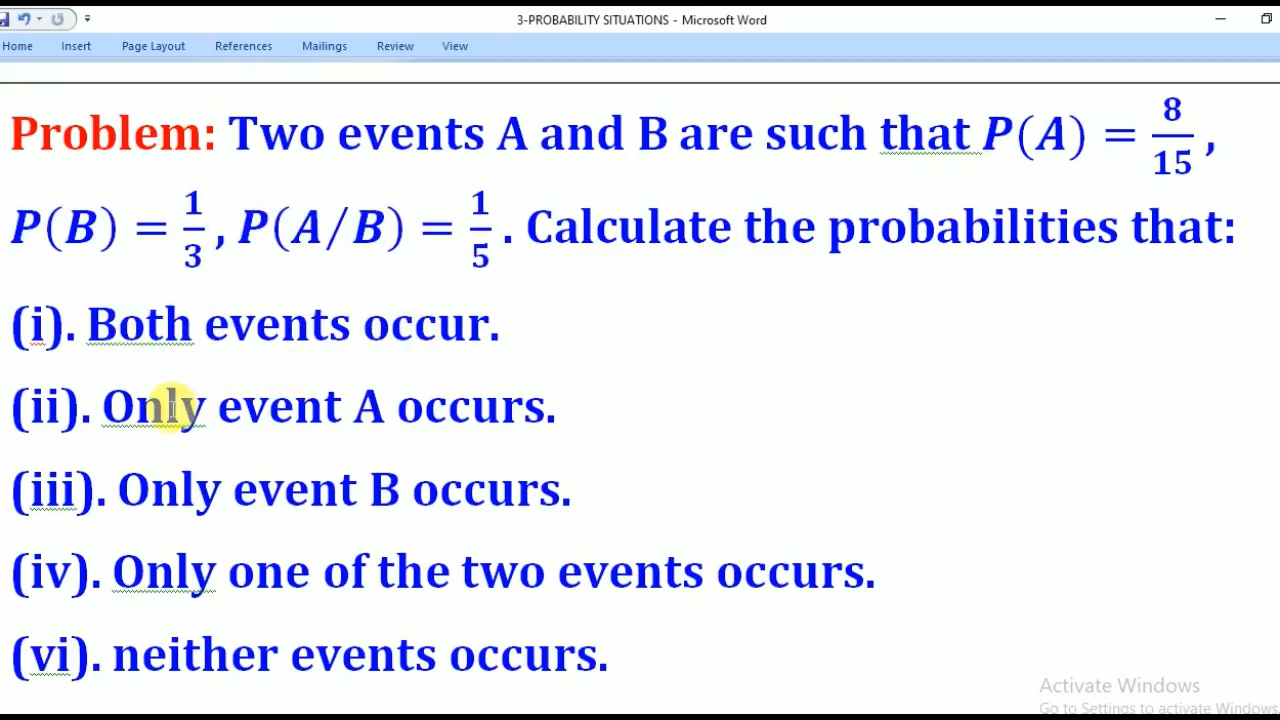 3-PROBABILITY SITUATIONS - Microsoft Word
Home Insert Page Layout References Mailings Review View
Problem: Two events A and B are such that P(A) = 8/15 ,
P(B) = 1/3 , P(A/B) = 1/5 . Calculate the probabilities that:
(i). Both events occur.
(ii). Only event A occurs.
(iii). Only event B occurs.
(iv). Only one of the two events occurs.
(vi). neither events occurs.
Activate Windows
Go to Settings to activate Windows.